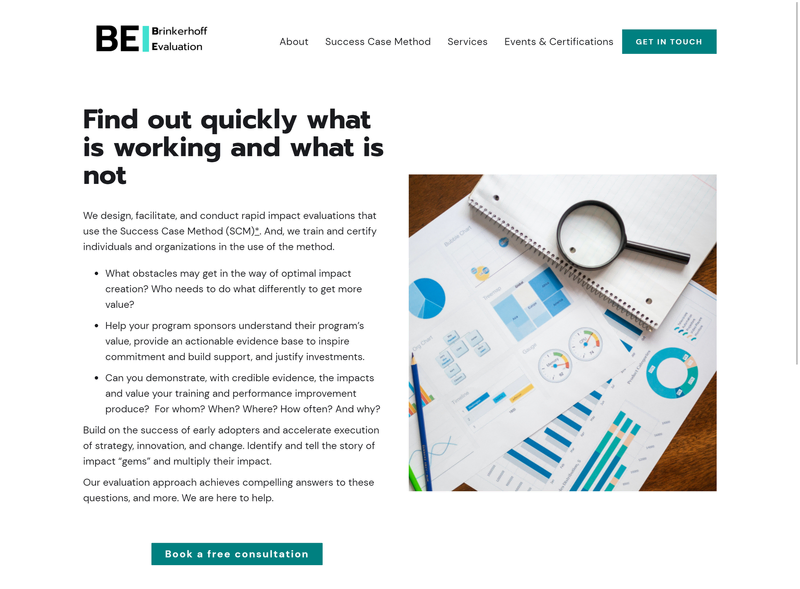 BE Brinkerhoff
Evaluation
About Success Case Method Services Events & Certifications GET IN TOUCH
Find out quickly what
is working and what is
not
We design, facilitate, and conduct rapid impact evaluations that
use the Success Case Method (SCM)*. And, we train and certify
individuals and organizations in the use of the method.
• What obstacles may get in the way of optimal impact
creation? Who needs to do what differently to get more
value?
• Help your program sponsors understand their program’s
value, provide an actionable evidence base to inspire
commitment and build support, and justify investments.
• Can you demonstrate, with credible evidence, the impacts
and value your training and performance improvement
produce?  For whom? When? Where? How often? And why?
Build on the success of early adopters and accelerate execution
of strategy, innovation, and change. Identify and tell the story of
impact “gems” and multiply their impact.
Our evaluation approach achieves compelling answers to these
questions, and more. We are here to help.
Book a free consultation
Bubble Chart
Timeline